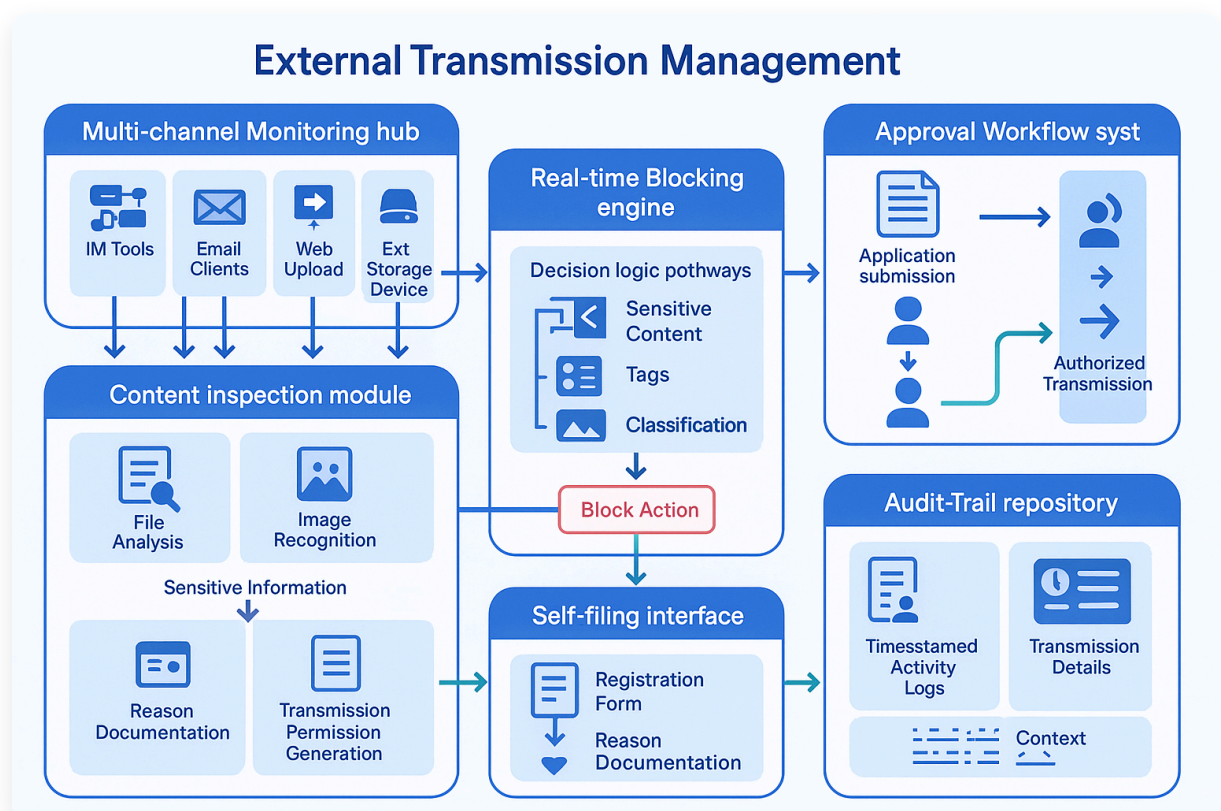 External Transmission Management
Multi-channel Monitoring hub
IM Tools
Email
Clients
Web
Upload
Ext
Storage
Device
Content inspection module
File
Analysis
Image
Recognition
Sensitive Information
Reason
Documentation
Transmission
Permission
Generation
Real-time Blocking
engine
Decision logic pathways
Sensitive
Content
Tags
Classification
Block Action
Self-filing interface
Registration
Form
Reason
Documentation
Approval Workflow syst
Application
submission
Authorized
Transmission
Audit-Trail repository
Timesstamed
Activity
Logs
Transmission
Details
Context